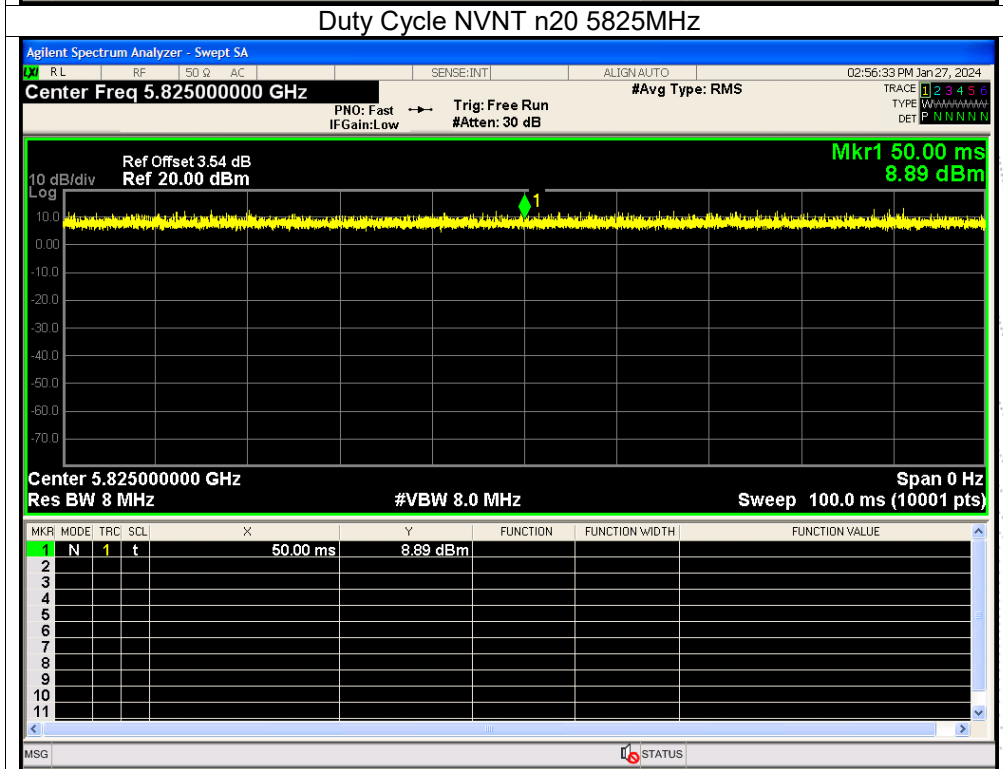 Duty Cycle NVNT n20 5825MHz
Agilent Spectrum Analyzer - Swept SA
LXI RL RF 50 Ω AC SENSE:INT ALIGN AUTO 02:56:33 PM Jan 27, 2024
Center Freq 5.825000000 GHz #Avg Type: RMS TRACE 1 2 3 4 5 6
PNO: Fast Trig: Free Run TYPE WWWWWW
IFGain:Low #Atten: 30 dB DET P N N N N N
Mkr1 50.00 ms
Ref Offset 3.54 dB
10 dB/div Ref 20.00 dBm 8.89 dBm
Log
1
10.0
0.00
-10.0
-20.0
-30.0
-40.0
-50.0
-60.0
-70.0
Center 5.825000000 GHz Span 0 Hz
Res BW 8 MHz #VBW 8.0 MHz Sweep 100.0 ms (10001 pts)
MKR MODE TRC SCL X Y FUNCTION FUNCTION WIDTH FUNCTION VALUE
1 N 1 t 50.00 ms 8.89 dBm
2
3
4
5
6
7
8
9
10
11
MSG STATUS